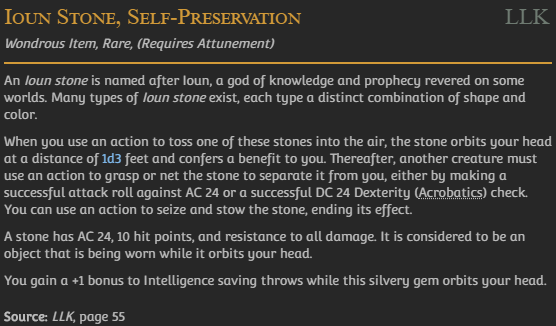 Ioun Stone, Self-Preservation LLK
Wondrous Item, Rare, (Requires Attunement)
An Ioun stone is named after Ioun, a god of knowledge and prophecy revered on some
worlds. Many types of Ioun stone exist, each type a distinct combination of shape and
color.
When you use an action to toss one of these stones into the air, the stone orbits your head
at a distance of 1d3 feet and confers a benefit to you. Thereafter, another creature must
use an action to grasp or net the stone to separate it from you, either by making a
successful attack roll against AC 24 or a successful DC 24 Dexterity (Acrobatics) check.
You can use an action to seize and stow the stone, ending its effect.
A stone has AC 24, 10 hit points, and resistance to all damage. It is considered to be an
object that is being worn while it orbits your head.
You gain a +1 bonus to Intelligence saving throws while this silvery gem orbits your head.
Source: LLK, page 55